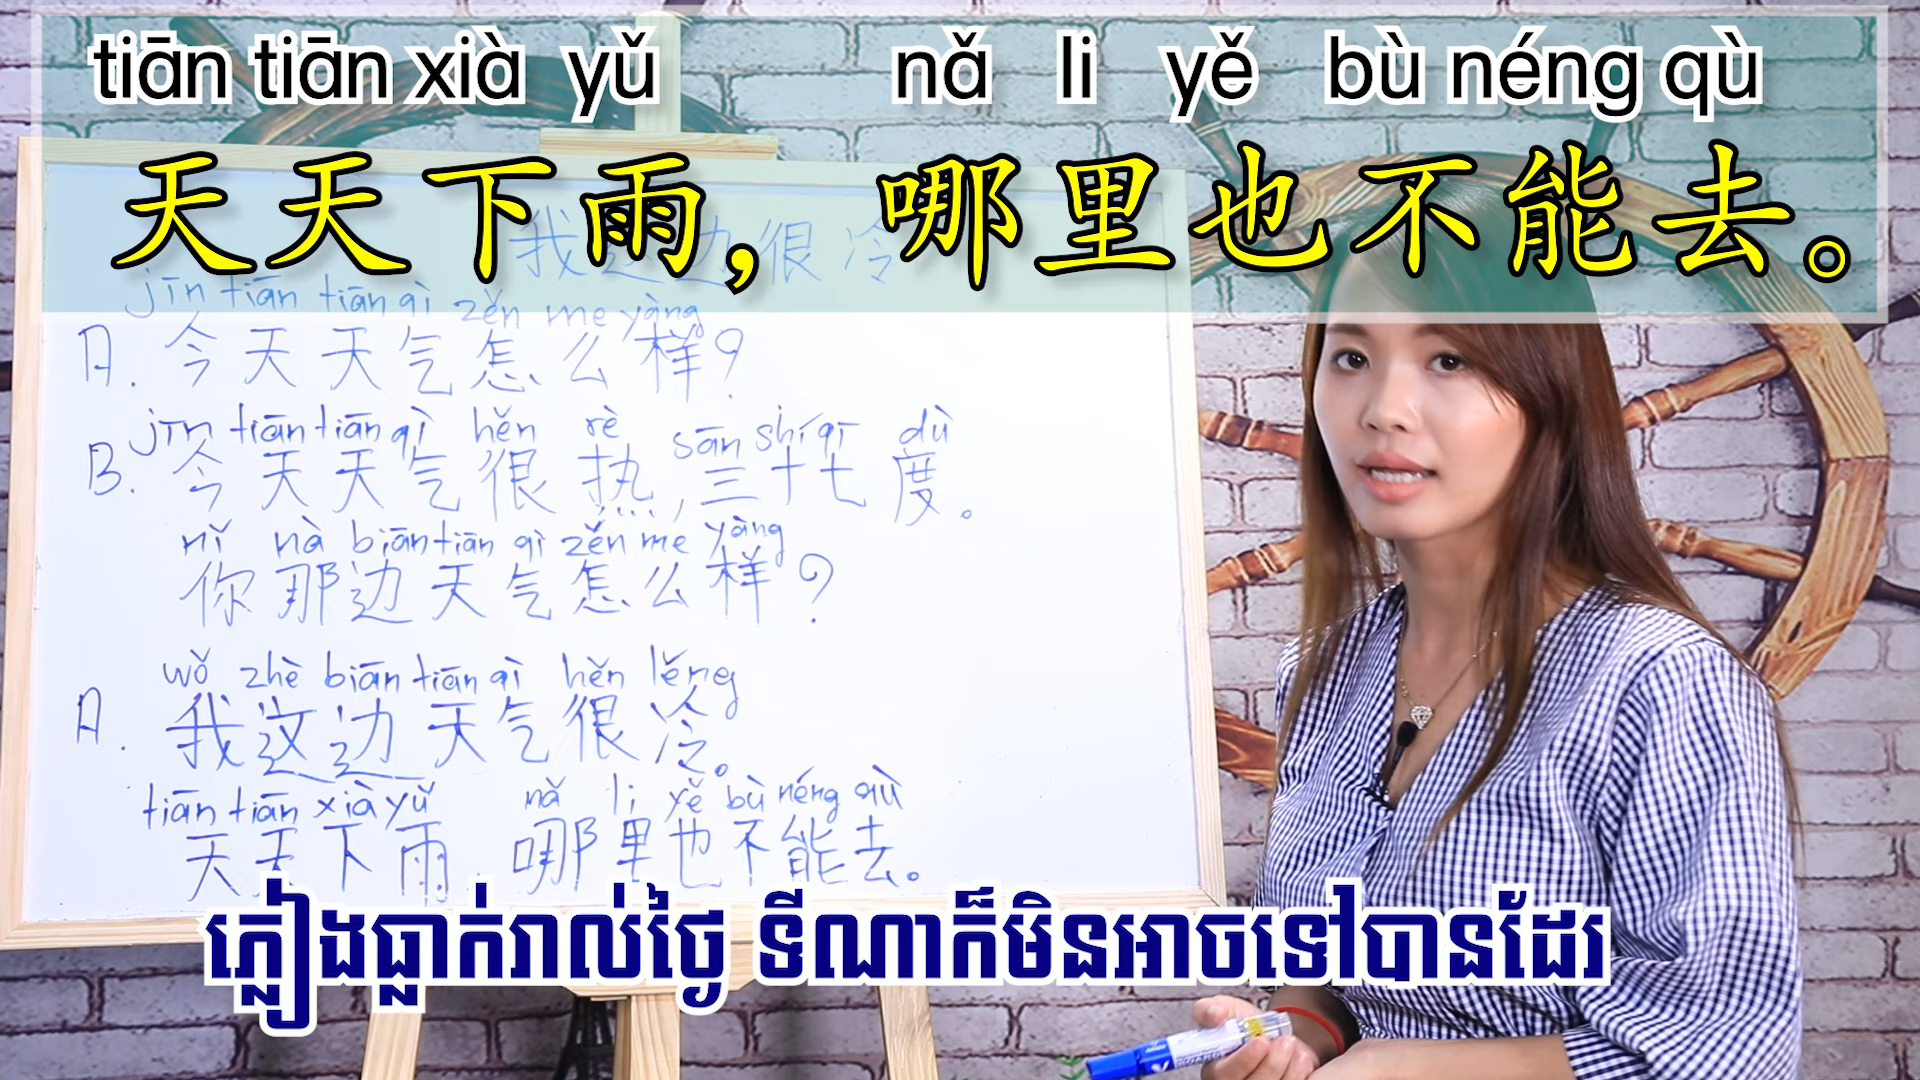 tiān tiān xià yǔ nǎ li yě bù néng qù
天天下雨, 哪里也不能去。
我这边很冷
jīn tiān tiān qì zěn me yàng
A. 今天天气怎么样?
jīn tiān tiān qì hěn rè, sān shí qī dù
B. 今天天气很热,三十七度。
nǐ nà biān tiān qì zěn me yàng
你那边天气怎么样?
wǒ zhè biān tiān qì hěn lěng
A. 我这边天气很冷。
tiān tiān xià yǔ nǎ li yě bù néng qù
天天下雨 哪里也不能去。
ភ្លៀងធ្លាក់រាល់ថ្ងៃ ទីណាក៏មិនអាចទៅបានដែរ